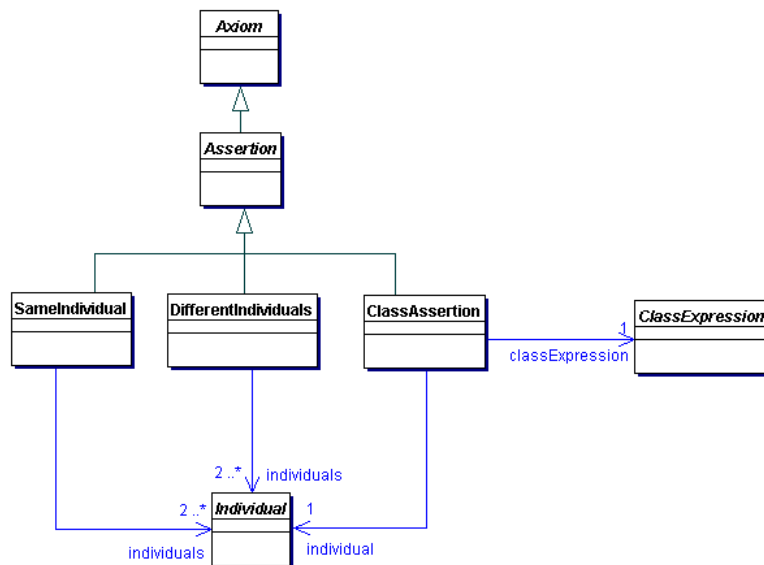 Axiom
Assertion
SameIndividual
DifferentIndividuals
ClassAssertion
ClassExpression
1
classExpression
2 ..*
individuals
2 ..*
Individual
1
individuals
individual